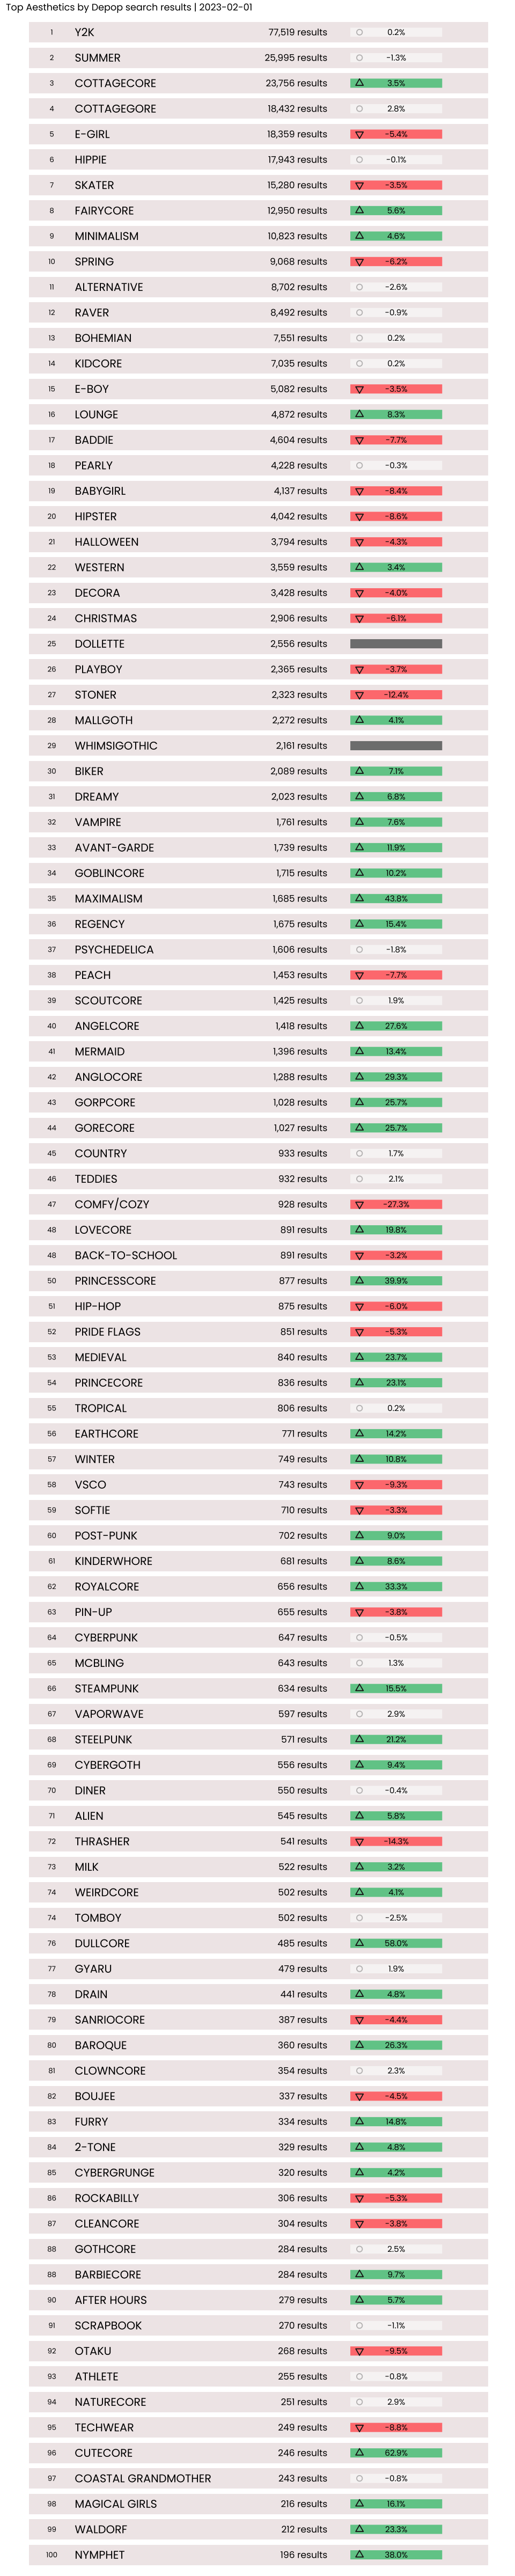 Top Aesthetics by Depop search results | 2023-02-01
1 Y2K 77,519 results 0.2%
2 SUMMER 25,995 results -1.3%
3 COTTAGECORE 23,756 results 3.5%
4 COTTAGEGORE 18,432 results 2.8%
5 E-GIRL 18,359 results -5.4%
6 HIPPIE 17,943 results -0.1%
7 SKATER 15,280 results -3.5%
8 FAIRYCORE 12,950 results 5.6%
9 MINIMALISM 10,823 results 4.6%
10 SPRING 9,068 results -6.2%
11 ALTERNATIVE 8,702 results -2.6%
12 RAVER 8,492 results -0.9%
13 BOHEMIAN 7,551 results 0.2%
14 KIDCORE 7,035 results 0.2%
15 E-BOY 5,082 results -3.5%
16 LOUNGE 4,872 results 8.3%
17 BADDIE 4,604 results -7.7%
18 PEARLY 4,228 results -0.3%
19 BABYGIRL 4,137 results -8.4%
20 HIPSTER 4,042 results -8.6%
21 HALLOWEEN 3,794 results -4.3%
22 WESTERN 3,559 results 3.4%
23 DECORA 3,428 results -4.0%
24 CHRISTMAS 2,906 results -6.1%
25 DOLLETTE 2,556 results
26 PLAYBOY 2,365 results -3.7%
27 STONER 2,323 results -12.4%
28 MALLGOTH 2,272 results 4.1%
29 WHIMSIGOTHIC 2,161 results
30 BIKER 2,089 results 7.1%
31 DREAMY 2,023 results 6.8%
32 VAMPIRE 1,761 results 7.6%
33 AVANT-GARDE 1,739 results 11.9%
34 GOBLINCORE 1,715 results 10.2%
35 MAXIMALISM 1,685 results 43.8%
36 REGENCY 1,675 results 15.4%
37 PSYCHEDELICA 1,606 results -1.8%
38 PEACH 1,453 results -7.7%
39 SCOUTCORE 1,425 results 1.9%
40 ANGELCORE 1,418 results 27.6%
41 MERMAID 1,396 results 13.4%
42 ANGLOCORE 1,288 results 29.3%
43 GORPCORE 1,028 results 25.7%
44 GORECORE 1,027 results 25.7%
45 COUNTRY 933 results 1.7%
46 TEDDIES 932 results 2.1%
47 COMFY/COZY 928 results -27.3%
48 LOVECORE 891 results 19.8%
48 BACK-TO-SCHOOL 891 results -3.2%
50 PRINCESSCORE 877 results 39.9%
51 HIP-HOP 875 results -6.0%
52 PRIDE FLAGS 851 results -5.3%
53 MEDIEVAL 840 results 23.7%
54 PRINCECORE 836 results 23.1%
55 TROPICAL 806 results 0.2%
56 EARTHCORE 771 results 14.2%
57 WINTER 749 results 10.8%
58 VSCO 743 results -9.3%
59 SOFTIE 710 results -3.3%
60 POST-PUNK 702 results 9.0%
61 KINDERWHORE 681 results 8.6%
62 ROYALCORE 656 results 33.3%
63 PIN-UP 655 results -3.8%
64 CYBERPUNK 647 results -0.5%
65 MCBLING 643 results 1.3%
66 STEAMPUNK 634 results 15.5%
67 VAPORWAVE 597 results 2.9%
68 STEELPUNK 571 results 21.2%
69 CYBERGOTH 556 results 9.4%
70 DINER 550 results -0.4%
71 ALIEN 545 results 5.8%
72 THRASHER 541 results -14.3%
73 MILK 522 results 3.2%
74 WEIRDCORE 502 results 4.1%
74 TOMBOY 502 results -2.5%
76 DULLCORE 485 results 58.0%
77 GYARU 479 results 1.9%
78 DRAIN 441 results 4.8%
79 SANRIOCORE 387 results -4.4%
80 BAROQUE 360 results 26.3%
81 CLOWNCORE 354 results 2.3%
82 BOUJEE 337 results -4.5%
83 FURRY 334 results 14.8%
84 2-TONE 329 results 4.8%
85 CYBERGRUNGE 320 results 4.2%
86 ROCKABILLY 306 results -5.3%
87 CLEANCORE 304 results -3.8%
88 GOTHCORE 284 results 2.5%
88 BARBIECORE 284 results 9.7%
90 AFTER HOURS 279 results 5.7%
91 SCRAPBOOK 270 results -1.1%
92 OTAKU 268 results -9.5%
93 ATHLETE 255 results -0.8%
94 NATURECORE 251 results 2.9%
95 TECHWEAR 249 results -8.8%
96 CUTECORE 246 results 62.9%
97 COASTAL GRANDMOTHER 243 results -0.8%
98 MAGICAL GIRLS 216 results 16.1%
99 WALDORF 212 results 23.3%
100 NYMPHET 196 results 38.0%